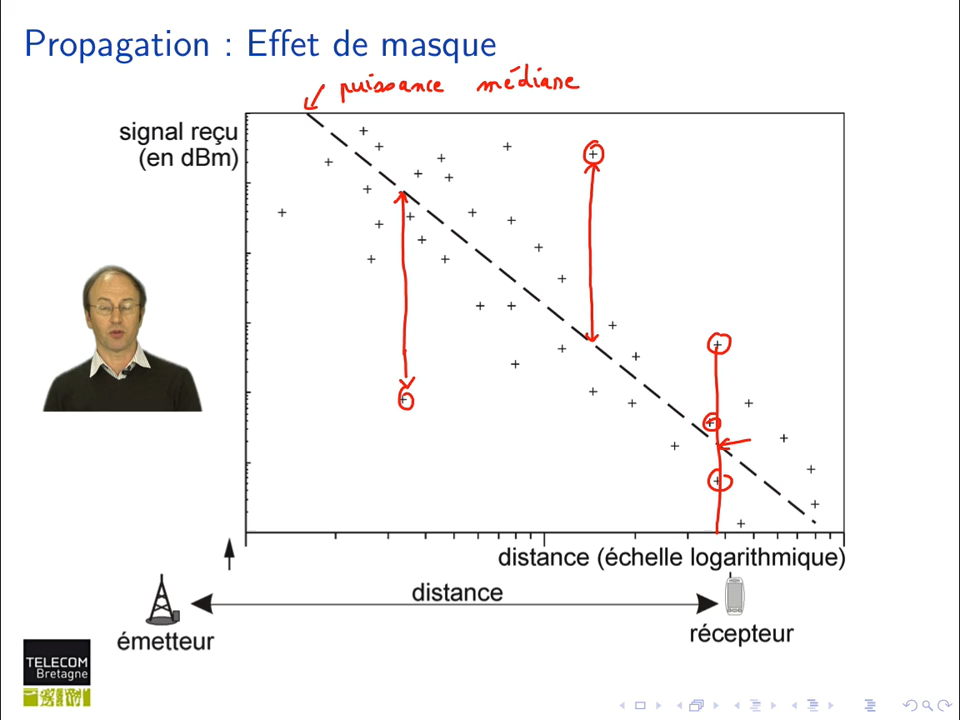 Propagation : Effet de masque
puissance médiane
signal reçu
(en dBm)
distance (échelle logarithmique)
distance
émetteur
récepteur
TELECOM
Bretagne